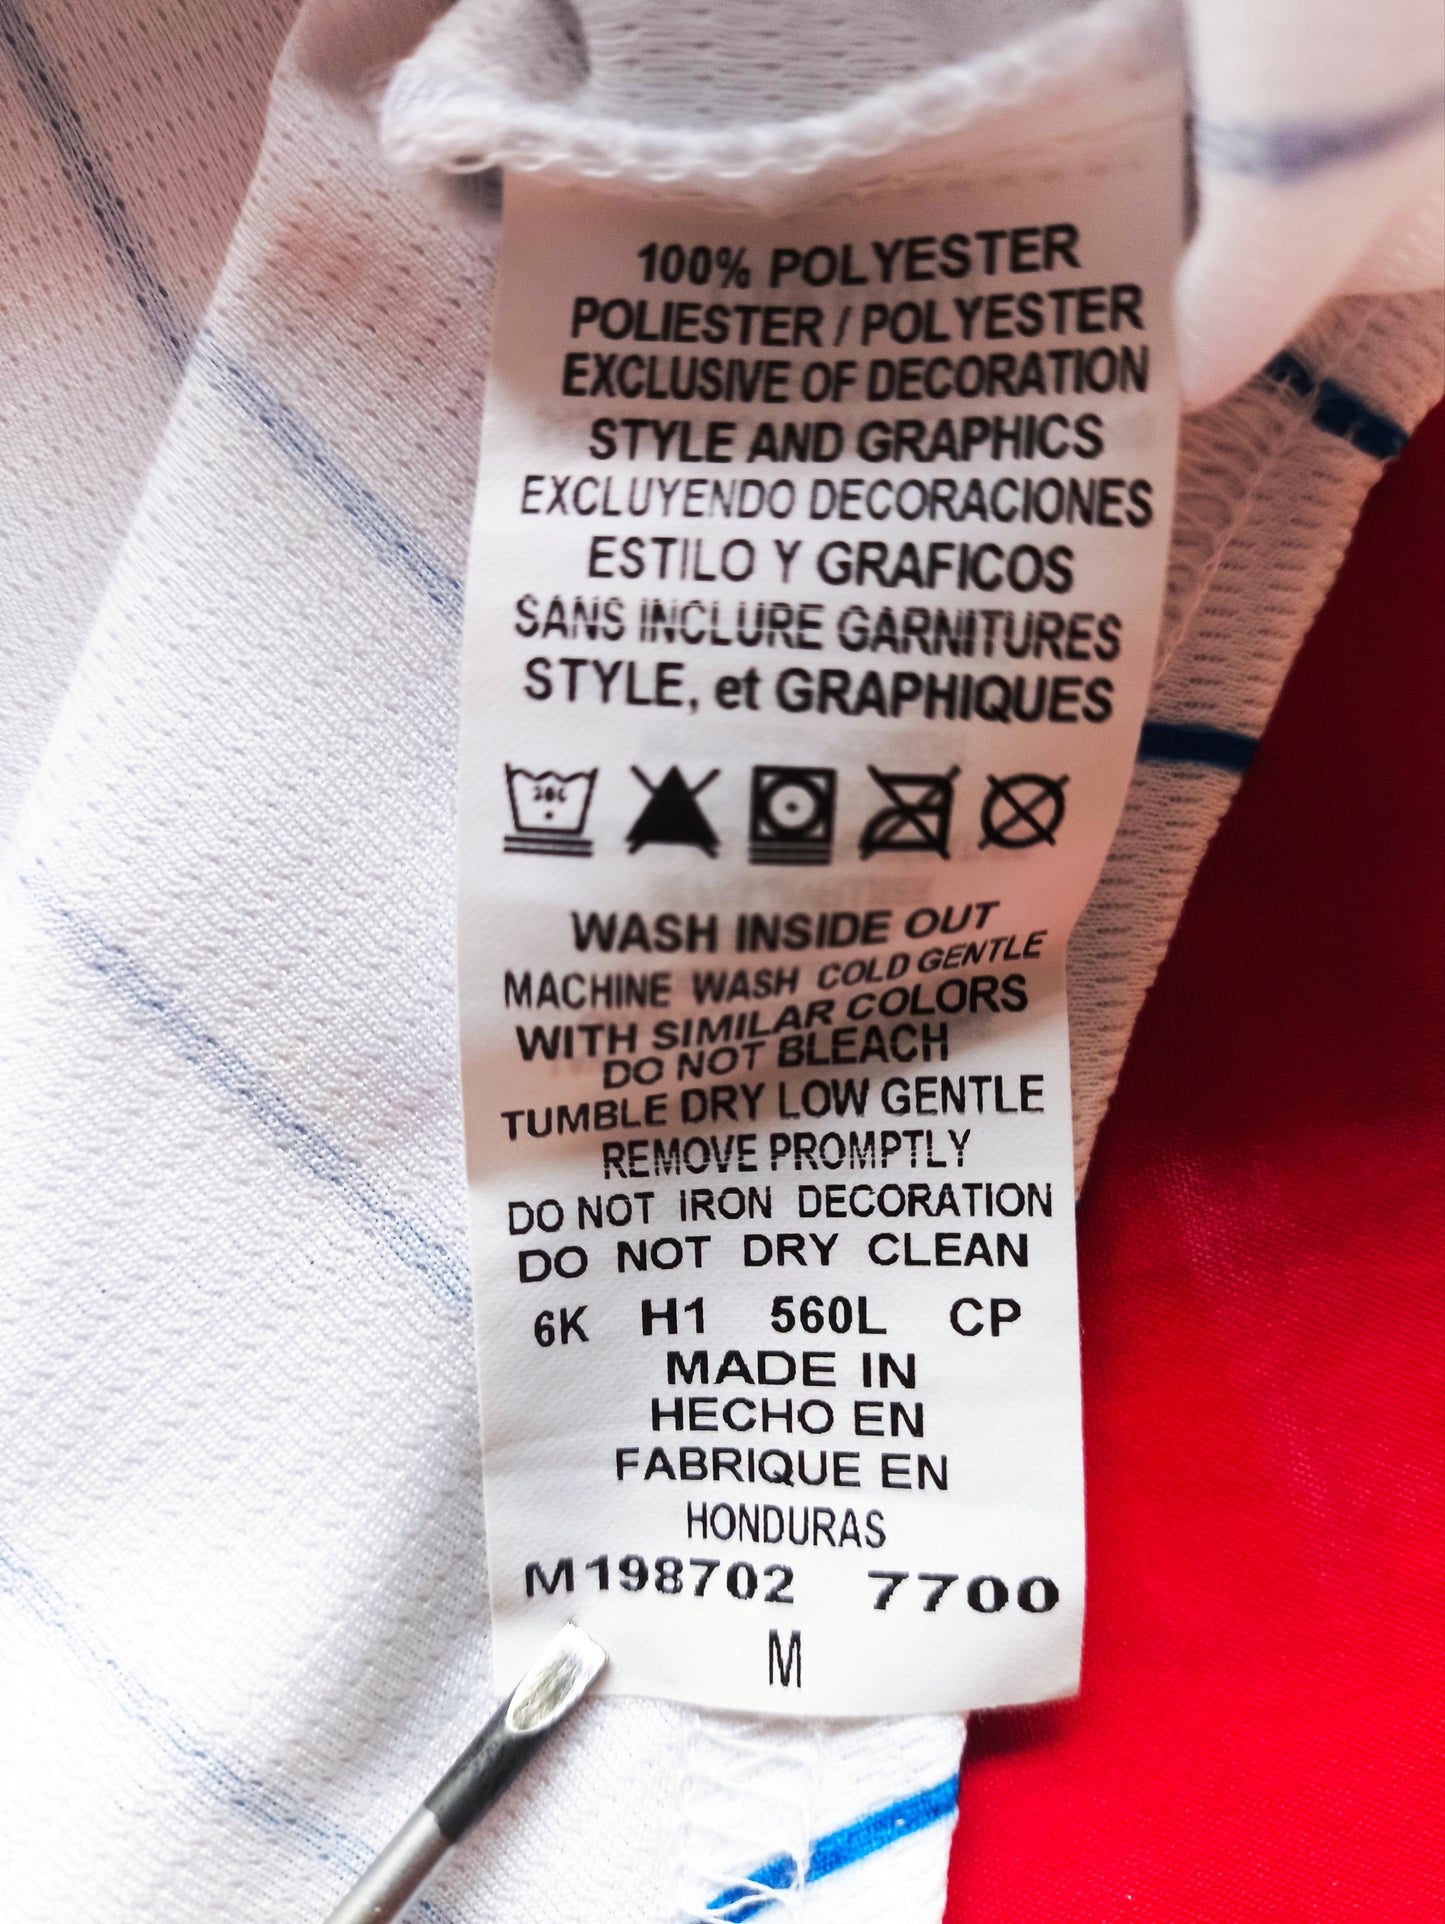 100% POLYESTER
POLIESTER / POLYESTER
EXCLUSIVE OF DECORATION
STYLE AND GRAPHICS
EXCLUYENDO DECORACIONES
ESTILO Y GRAFICOS
SANS INCLURE GARNITURES
STYLE, et GRAPHIQUES
WASH INSIDE OUT
MACHINE WASH COLD GENTLE
WITH SIMILAR COLORS
DO NOT BLEACH
TUMBLE DRY LOW GENTLE
REMOVE PROMPTLY
DO NOT IRON DECORATION
DO NOT DRY CLEAN
6K H1 560L CP
MADE IN
HECHO EN
FABRIQUE EN
HONDURAS
M198702 7700
M